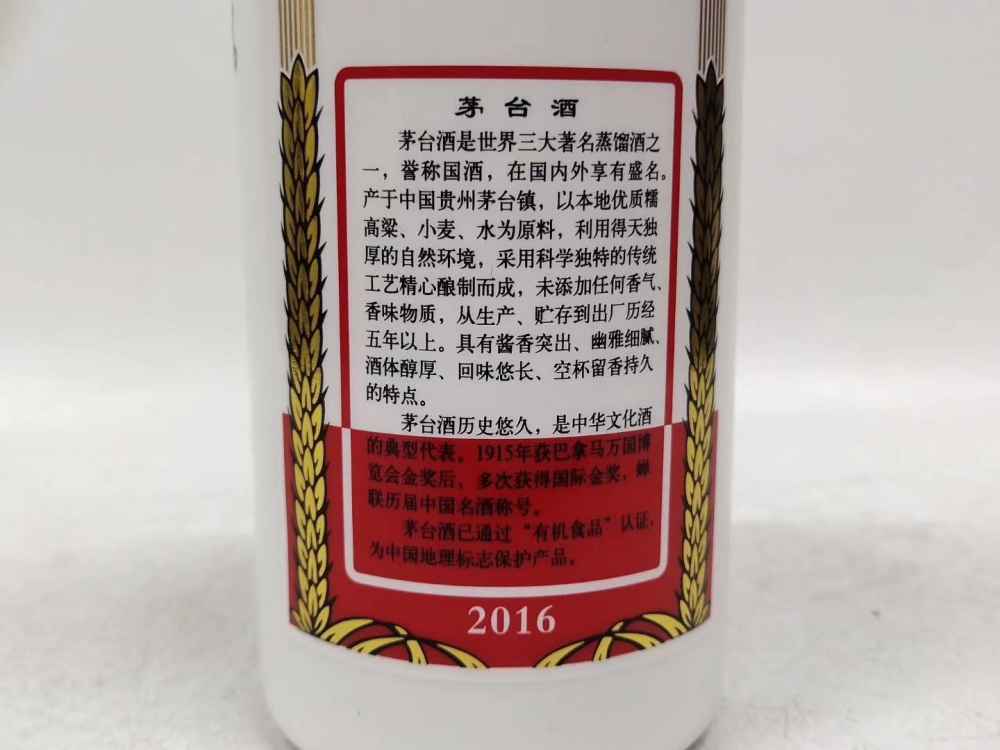 茅台酒
茅台酒是世界三大著名蒸馏酒之
一，誉称国酒，在国内外享有盛名。
产于中国贵州茅台镇，以本地优质糯
高粱、小麦、水为原料，利用得天独
厚的自然环境，采用科学独特的传统
工艺精心酿制而成，未添加任何香气、
香味物质，从生产、贮存到出厂历经
五年以上。具有酱香突出、幽雅细腻、
酒体醇厚、回味悠长、空杯留香持久
的特点。
茅台酒历史悠久，是中华文化酒
的典型代表。1915年获巴拿马万国博
览会金奖后，多次获得国际金奖，蝉
联历届中国名酒称号。
茅台酒已通过“有机食品”认证，
为中国地理标志保护产品。
2016